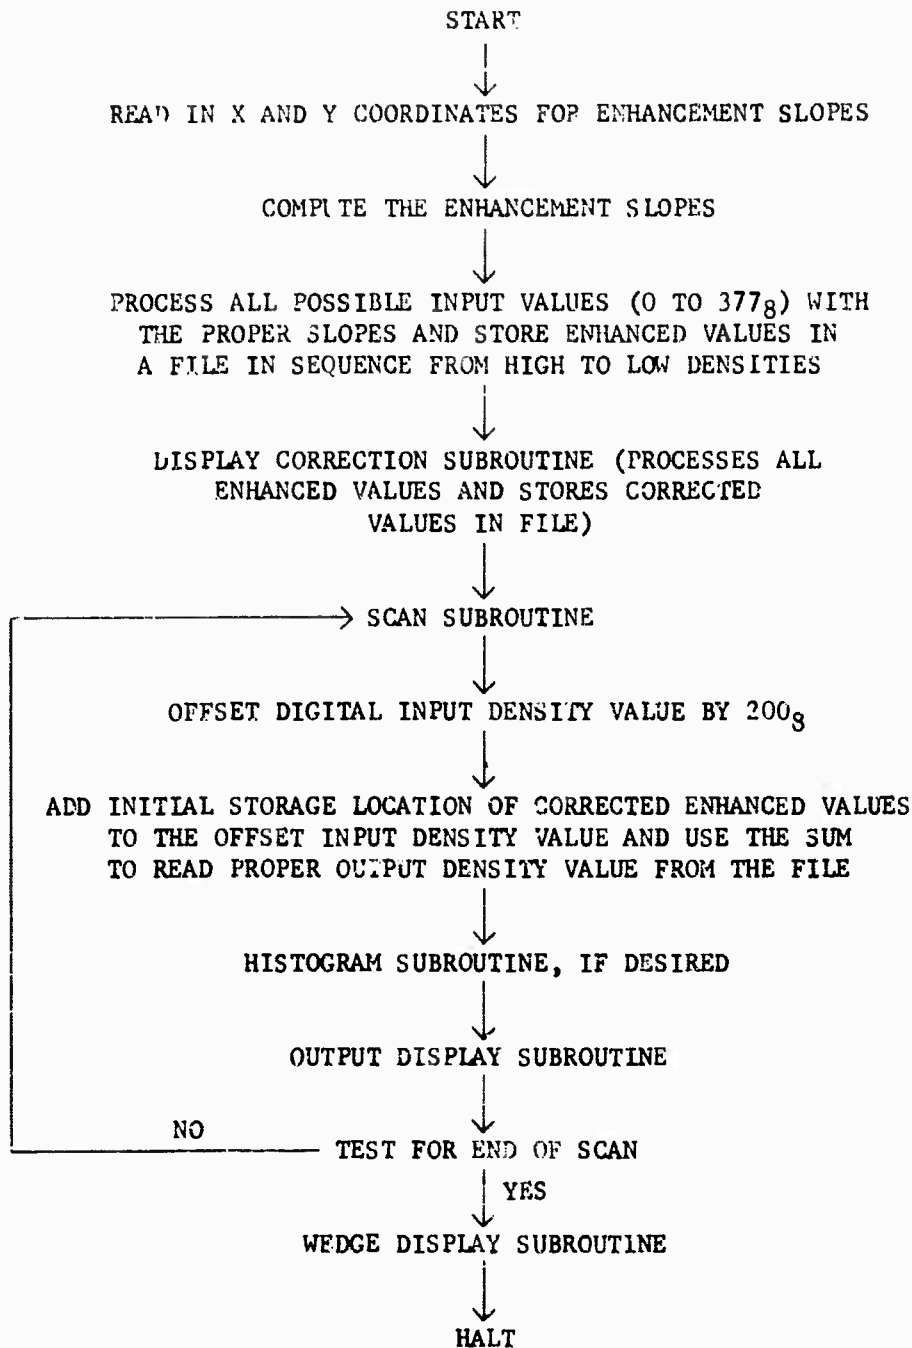 START
READ IN X AND Y COORDINATES FOR ENHANCEMENT SLOPES
COMPUTE THE ENHANCEMENT SLOPES
PROCESS ALL POSSIBLE INPUT VALUES (0 TO 377₈) WITH
THE PROPER SLOPES AND STORE ENHANCED VALUES IN
A FILE IN SEQUENCE FROM HIGH TO LOW DENSITIES
DISPLAY CORRECTION SUBROUTINE (PROCESSES ALL
ENHANCED VALUES AND STORES CORRECTED
VALUES IN FILE)
SCAN SUBROUTINE
OFFSET DIGITAL INPUT DENSITY VALUE BY 200₈
ADD INITIAL STORAGE LOCATION OF CORRECTED ENHANCED VALUES
TO THE OFFSET INPUT DENSITY VALUE AND USE THE SUM
TO READ PROPER OUTPUT DENSITY VALUE FROM THE FILE
HISTOGRAM SUBROUTINE, IF DESIRED
OUTPUT DISPLAY SUBROUTINE
NO
TEST FOR END OF SCAN
YES
WEDGE DISPLAY SUBROUTINE
HALT